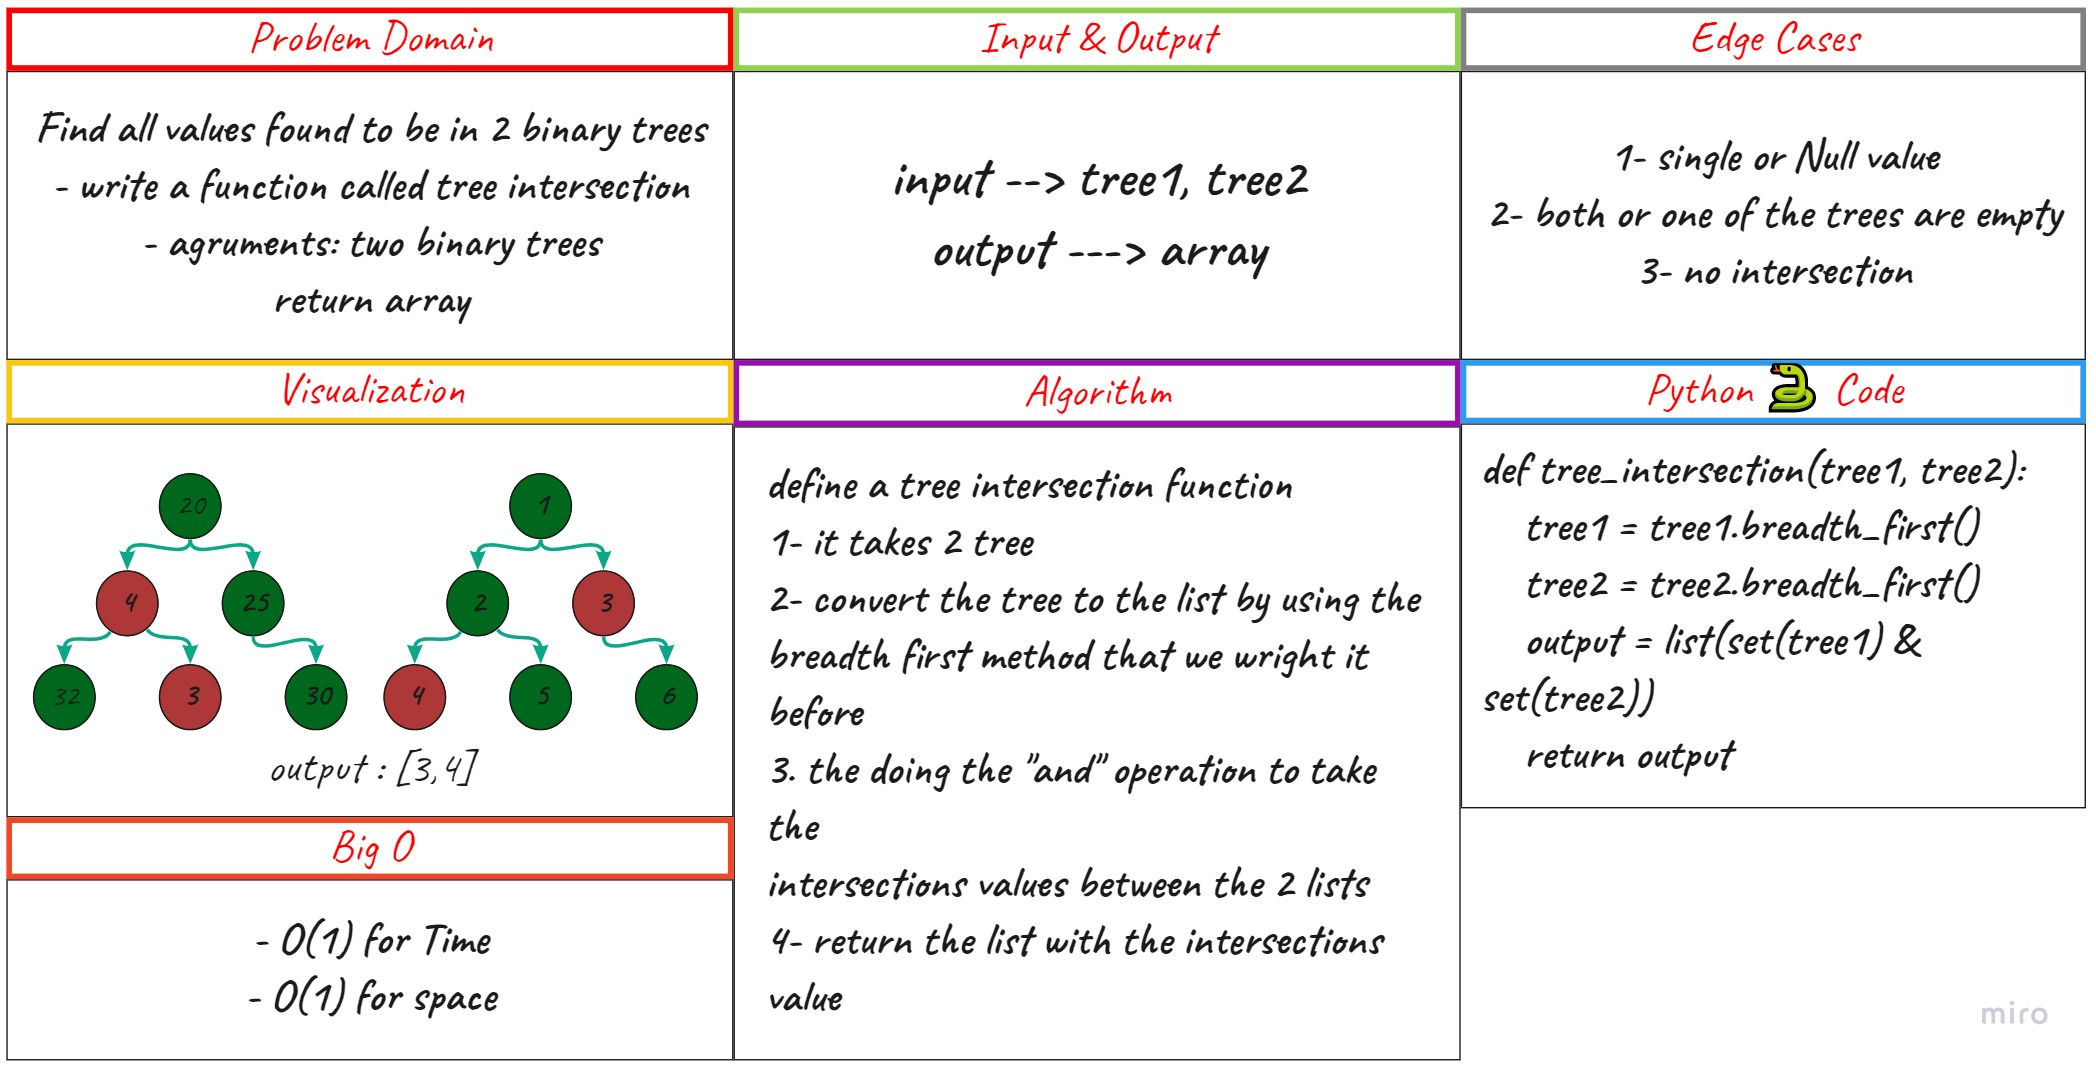 Problem Domain
Find all values found to be in 2 binary trees
- write a function called tree intersection
- agruments: two binary trees
return array
Input & Output
input --> tree1, tree2
output ---> array
Edge Cases
1- single or Null value
2- both or one of the trees are empty
3- no intersection
Visualization
20
4 25
32 3 30
1
2 3
4 5 6
output : [3,4]
Big O
- O(1) for Time
- O(1) for space
Algorithm
define a tree intersection function
1- it takes 2 tree
2- convert the tree to the list by using the
breadth first method that we wright it
before
3. the doing the "and" operation to take
the
intersections values between the 2 lists
4- return the list with the intersections
value
Python Code
def tree_intersection(tree1, tree2):
tree1 = tree1.breadth_first()
tree2 = tree2.breadth_first()
output = list(set(tree1) &
set(tree2))
return output
miro